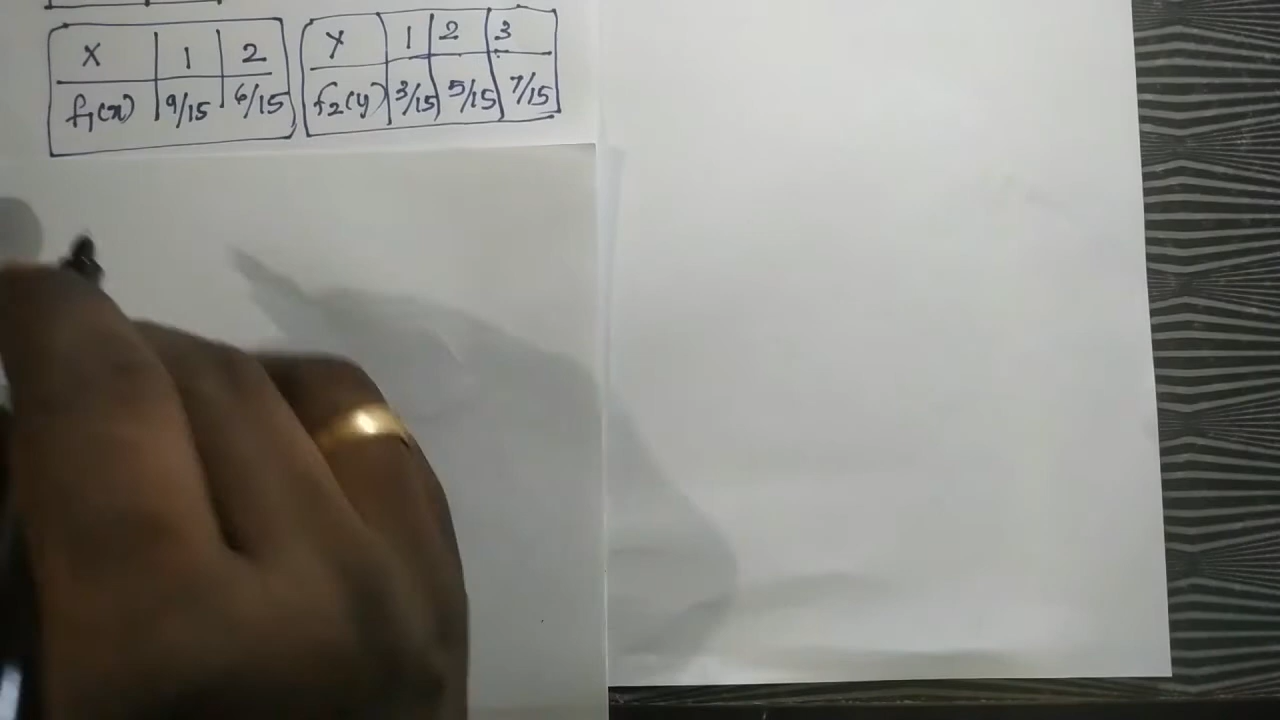 X 1 2
f₁(x) 9/15 6/15
Y 1 2 3
f₂(y) 3/15 5/15 7/15